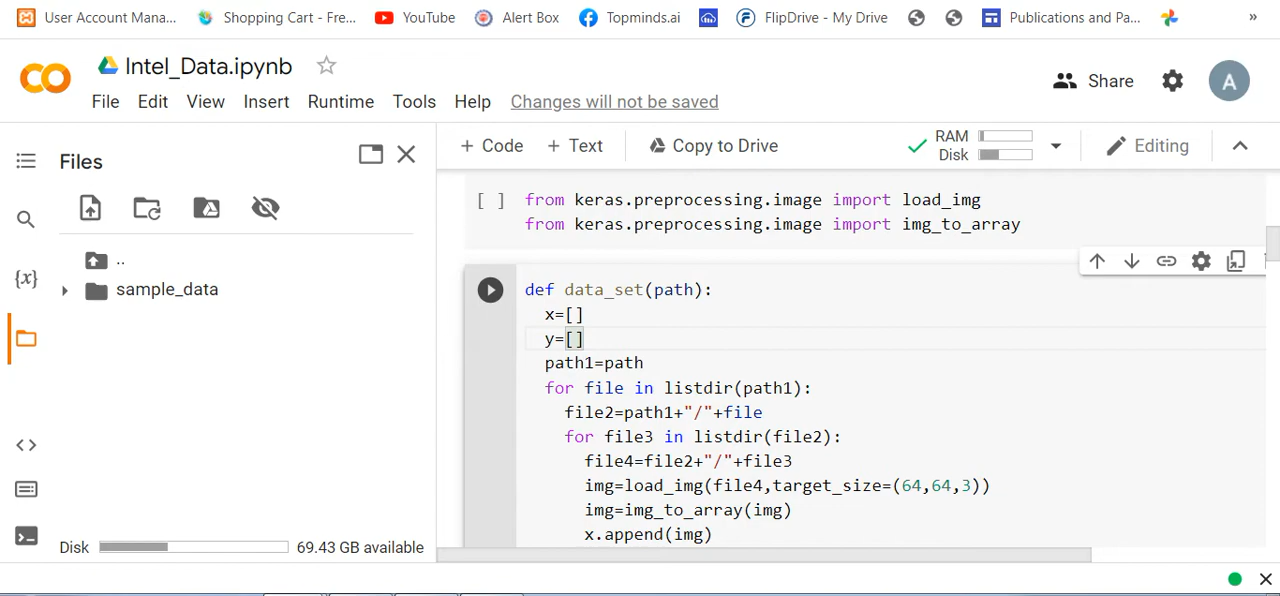 User Account Mana... Shopping Cart - Fre... YouTube Alert Box Topminds.ai FlipDrive - My Drive Publications and Pa... »
CO Intel_Data.ipynb
Share A
File Edit View Insert Runtime Tools Help Changes will not be saved
Files
+ Code + Text Copy to Drive RAM Disk Editing
{x}
..
sample_data
Disk 69.43 GB available
[ ] from keras.preprocessing.image import load_img
from keras.preprocessing.image import img_to_array
def data_set(path):
x=[]
y=[]
path1=path
for file in listdir(path1):
file2=path1+"/"+file
for file3 in listdir(file2):
file4=file2+"/"+file3
img=load_img(file4,target_size=(64,64,3))
img=img_to_array(img)
x.append(img)